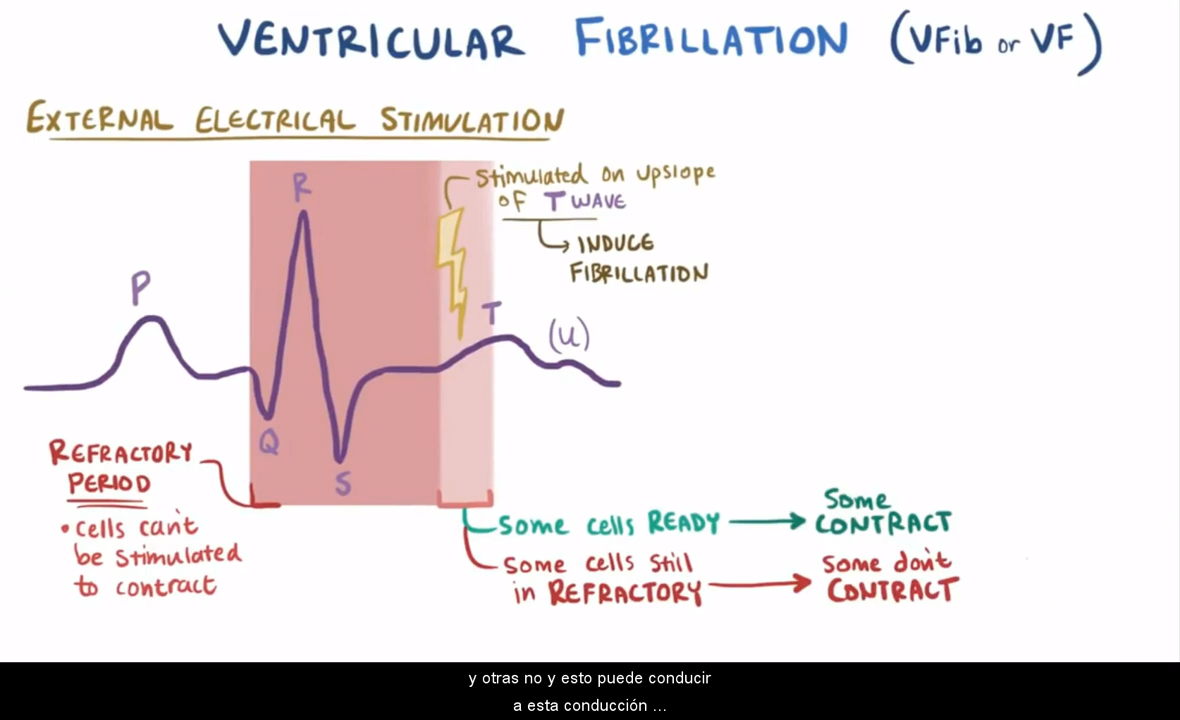 VENTRICULAR FIBRILLATION (VFib or VF)
EXTERNAL ELECTRICAL STIMULATION
Stimulated on upslope
OF T WAVE
INDUCE
FIBRILLATION
R
P
T
(U)
Q
S
REFRACTORY
PERIOD
• cells can't
be stimulated
to contract
Some cells READY
Some
CONTRACT
Some cells still
in REFRACTORY
Some don't
CONTRACT
y otras no y esto puede conducir
a esta conducción ...